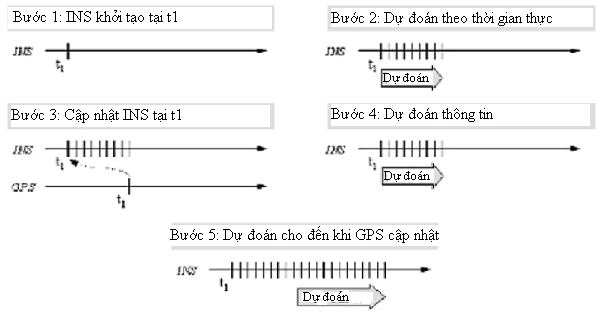 Bước 1: INS khởi tạo tại t1
INS
t1
Bước 2: Dự đoán theo thời gian thực
INS
t1
Dự đoán
Bước 3: Cập nhật INS tại t1
INS
t1
GPS
t1
Bước 4: Dự đoán thông tin
INS
t1
Dự đoán
Bước 5: Dự đoán cho đến khi GPS cập nhật
INS
t1
Dự đoán